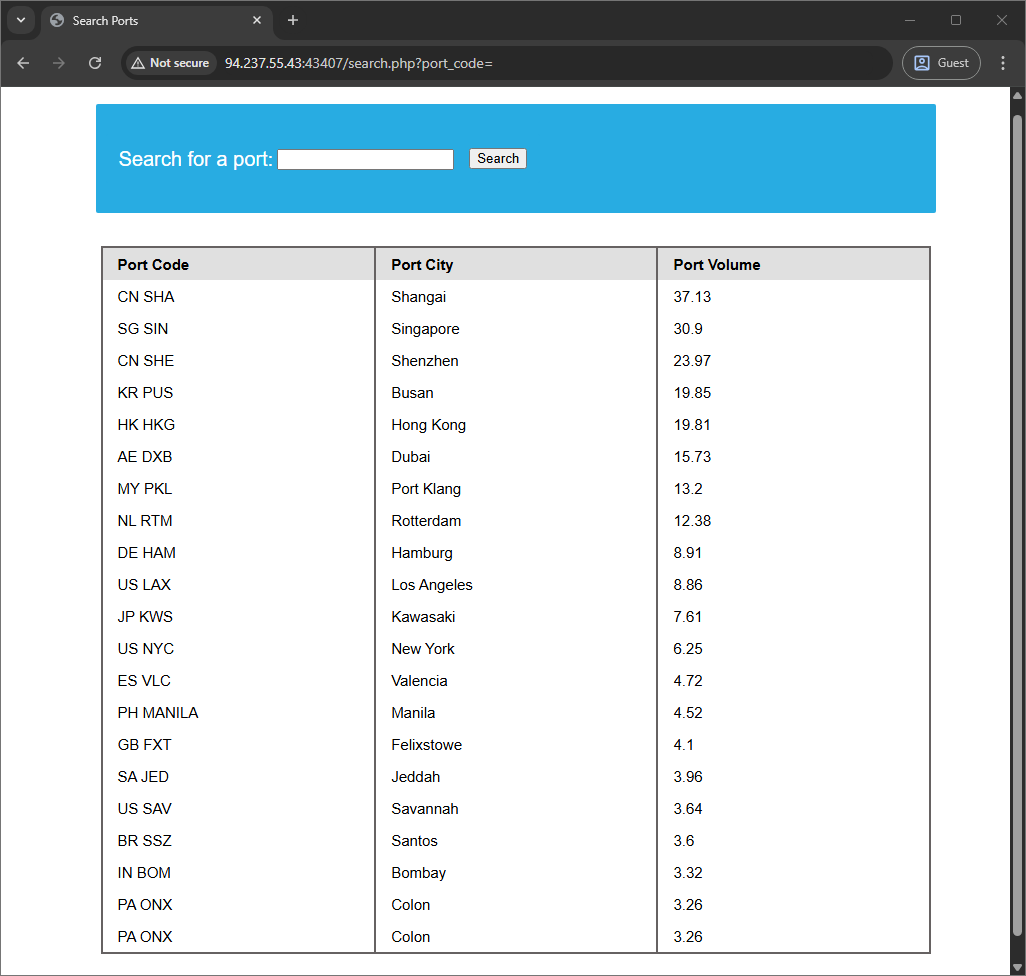 Search Ports
Not secure 94.237.55.43:43407/search.php?port_code= Guest
Search for a port: Search
Port Code Port City Port Volume
CN SHA Shangai 37.13
SG SIN Singapore 30.9
CN SHE Shenzhen 23.97
KR PUS Busan 19.85
HK HKG Hong Kong 19.81
AE DXB Dubai 15.73
MY PKL Port Klang 13.2
NL RTM Rotterdam 12.38
DE HAM Hamburg 8.91
US LAX Los Angeles 8.86
JP KWS Kawasaki 7.61
US NYC New York 6.25
ES VLC Valencia 4.72
PH MANILA Manila 4.52
GB FXT Felixstowe 4.1
SA JED Jeddah 3.96
US SAV Savannah 3.64
BR SSZ Santos 3.6
IN BOM Bombay 3.32
PA ONX Colon 3.26
PA ONX Colon 3.26